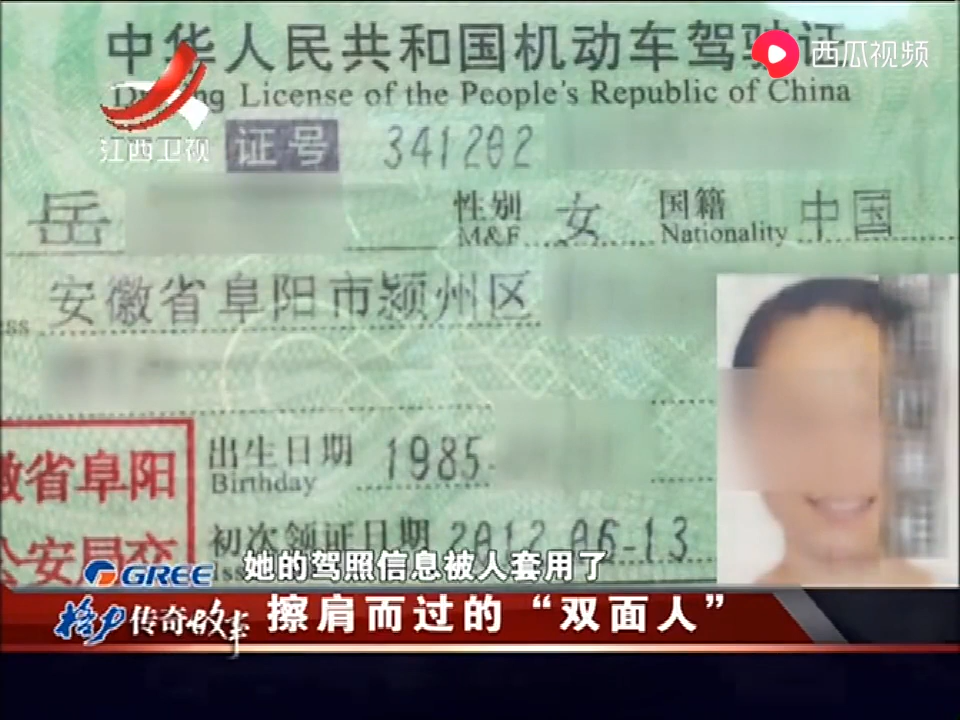 中华人民共和国机动车驾驶证
西瓜视频
Driving License of the People's Republic of China
江西卫视
证号 341202
岳 性别 女 国籍 中国
M&F Nationality
安徽省阜阳市颍州区
ss
徽省阜阳
公安局交
出生日期 1985
Birthday
初次领证日期 2012-06-13
Iss
她的驾照信息被人套用了
GREE
格力 传奇故事
擦肩而过的“双面人”